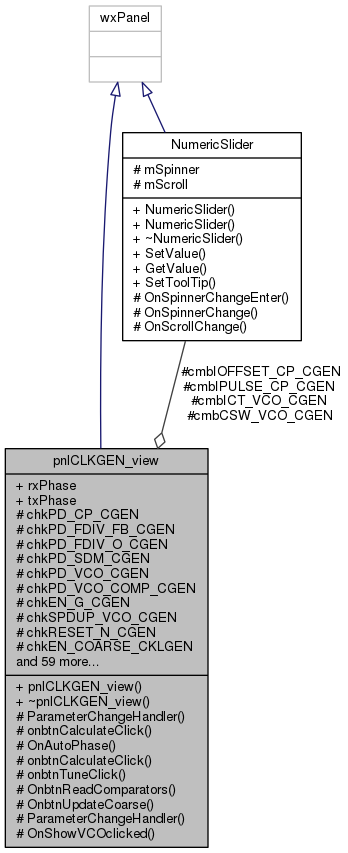 wxPanel
NumericSlider
# mSpinner
# mScroll
+ NumericSlider()
+ NumericSlider()
+ ~NumericSlider()
+ SetValue()
+ GetValue()
+ SetToolTip()
# OnSpinnerChangeEnter()
# OnSpinnerChange()
# OnScrollChange()
#cmbIOFFSET_CP_CGEN
#cmbIPULSE_CP_CGEN
#cmbICT_VCO_CGEN
#cmbCSW_VCO_CGEN
pnlCLKGEN_view
+ rxPhase
+ txPhase
# chkPD_CP_CGEN
# chkPD_FDIV_FB_CGEN
# chkPD_FDIV_O_CGEN
# chkPD_SDM_CGEN
# chkPD_VCO_CGEN
# chkPD_VCO_COMP_CGEN
# chkEN_G_CGEN
# chkSPDUP_VCO_CGEN
# chkRESET_N_CGEN
# chkEN_COARSE_CKLGEN
and 59 more...
+ pnlCLKGEN_view()
+ ~pnlCLKGEN_view()
# ParameterChangeHandler()
# onbtnCalculateClick()
# OnAutoPhase()
# onbtnCalculateClick()
# onbtnTuneClick()
# OnbtnReadComparators()
# OnbtnUpdateCoarse()
# ParameterChangeHandler()
# OnShowVCOclicked()